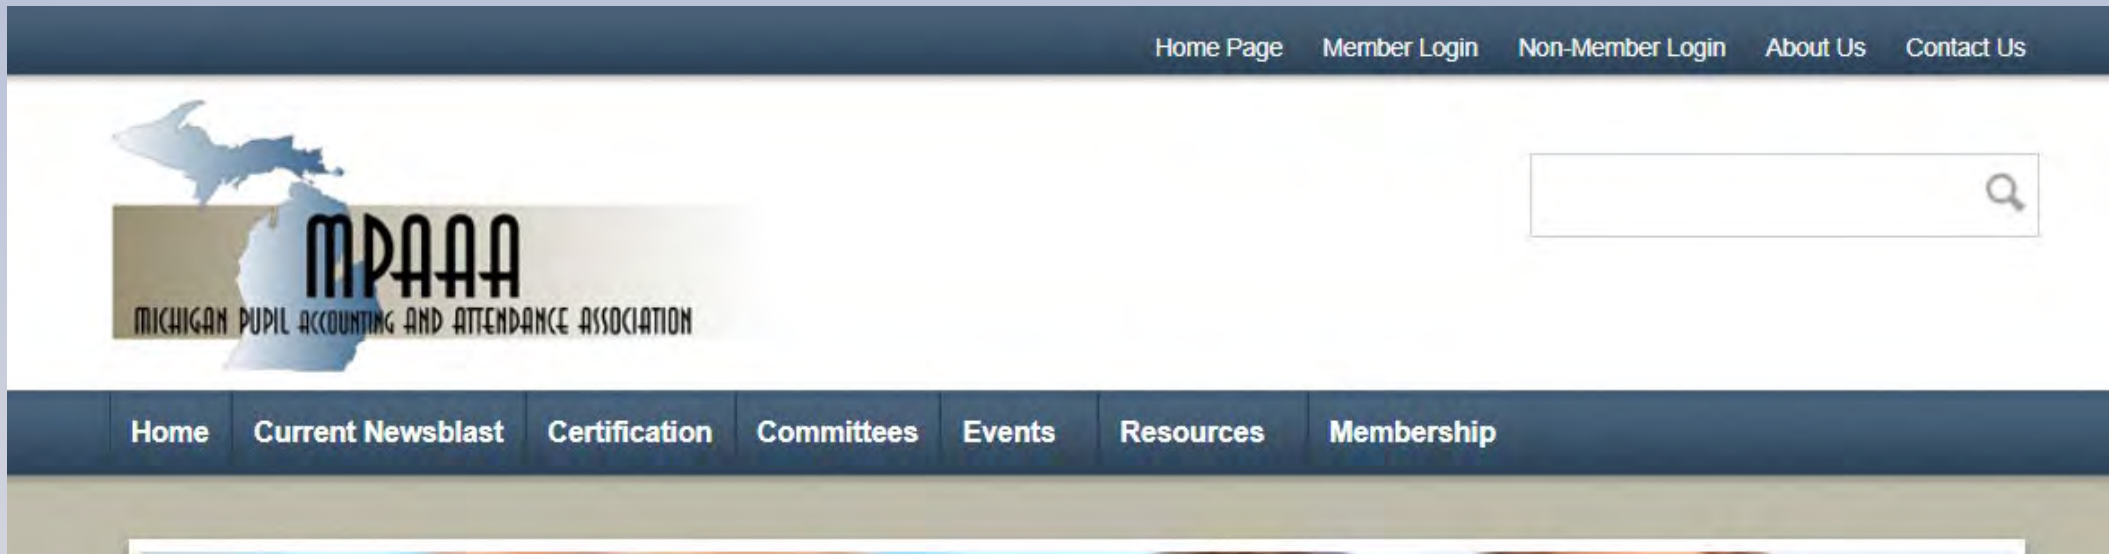 Home Page Member Login Non-Member Login About Us Contact Us
MPAAA
MICHIGAN PUPIL ACCOUNTING AND ATTENDANCE ASSOCIATION
Home Current Newsblast Certification Committees Events Resources Membership